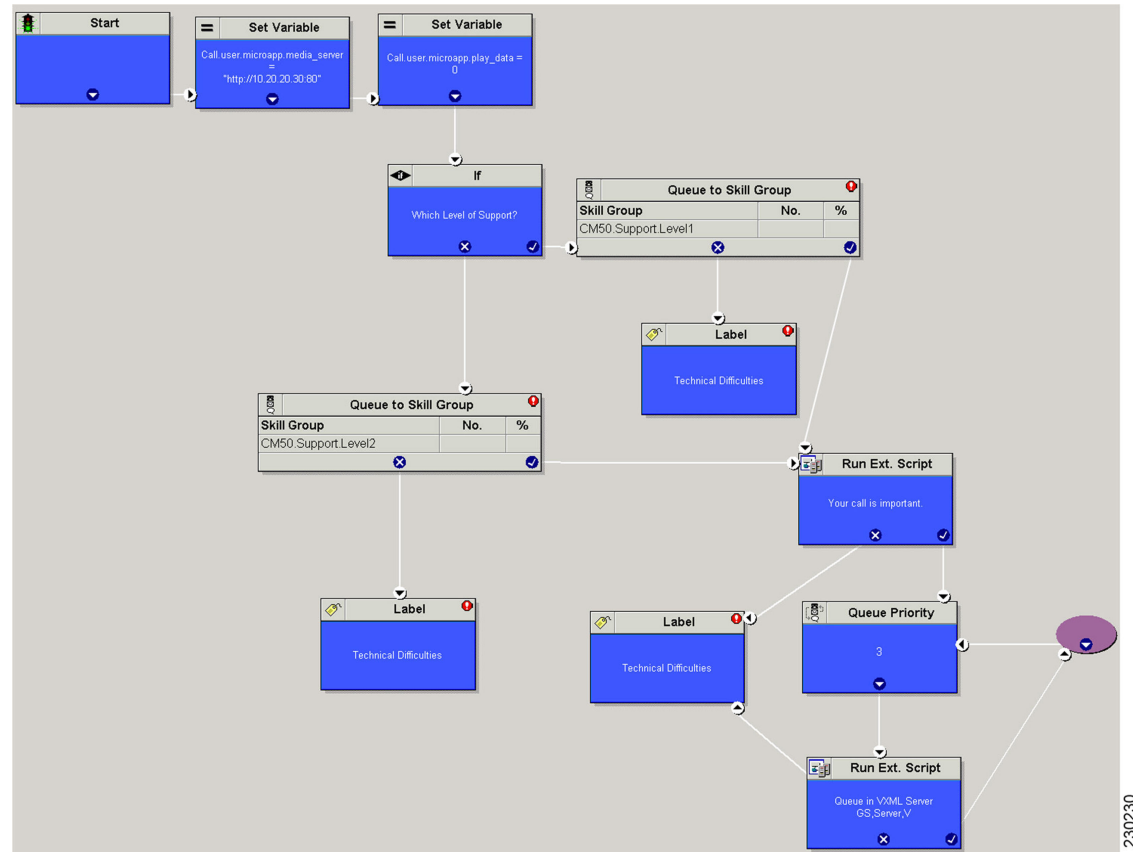 Start
Set Variable
Call.user.microapp.media_server
=
"http://10.20.20.30:80"
Set Variable
Call.user.microapp.play_data =
0
If
Which Level of Support?
Queue to Skill Group
Skill Group No. %
CM50.Support.Level1
Label
Technical Difficulties
Queue to Skill Group
Skill Group No. %
CM50.Support.Level2
Run Ext. Script
Your call is important.
Label
Technical Difficulties
Label
Technical Difficulties
Queue Priority
3
Run Ext. Script
Queue in VXML Server
GS,Server,V
230230